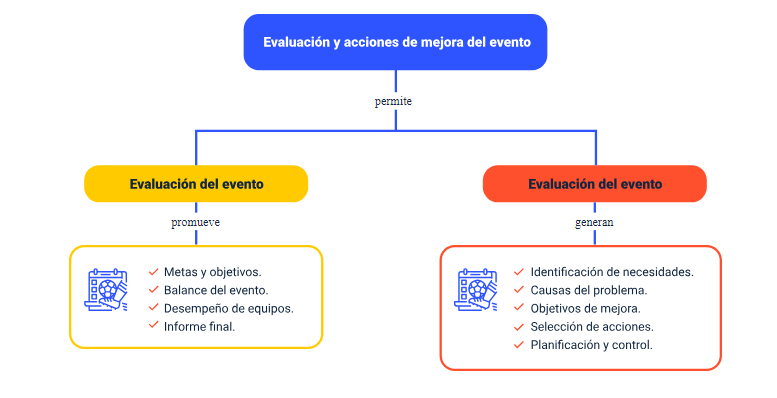 Evaluación y acciones de mejora del evento
permite
Evaluación del evento
promueve
Metas y objetivos.
Balance del evento.
Desempeño de equipos.
Informe final.
Evaluación del evento
generan
Identificación de necesidades.
Causas del problema.
Objetivos de mejora.
Selección de acciones.
Planificación y control.